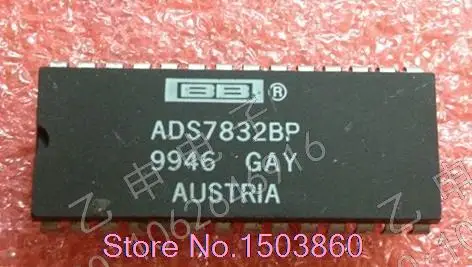 BB®
ADS7832BP
9946 GAY
AUSTRIA
Store No.1503860